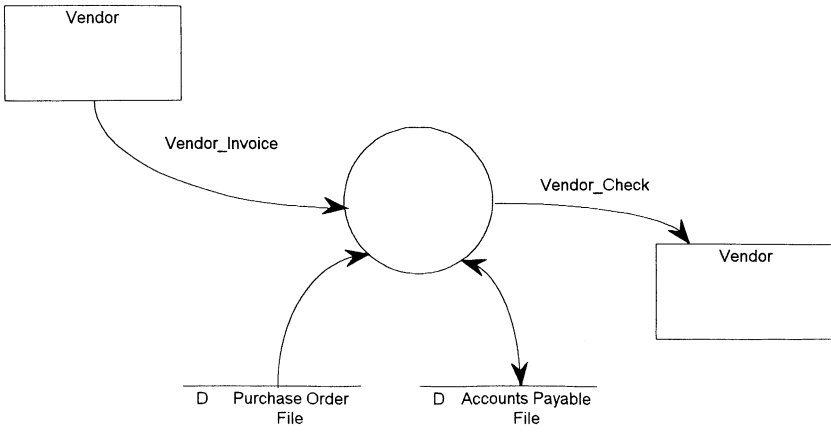 Vendor
Vendor_Invoice
Vendor_Check
Vendor
D Purchase Order
File
D Accounts Payable
File